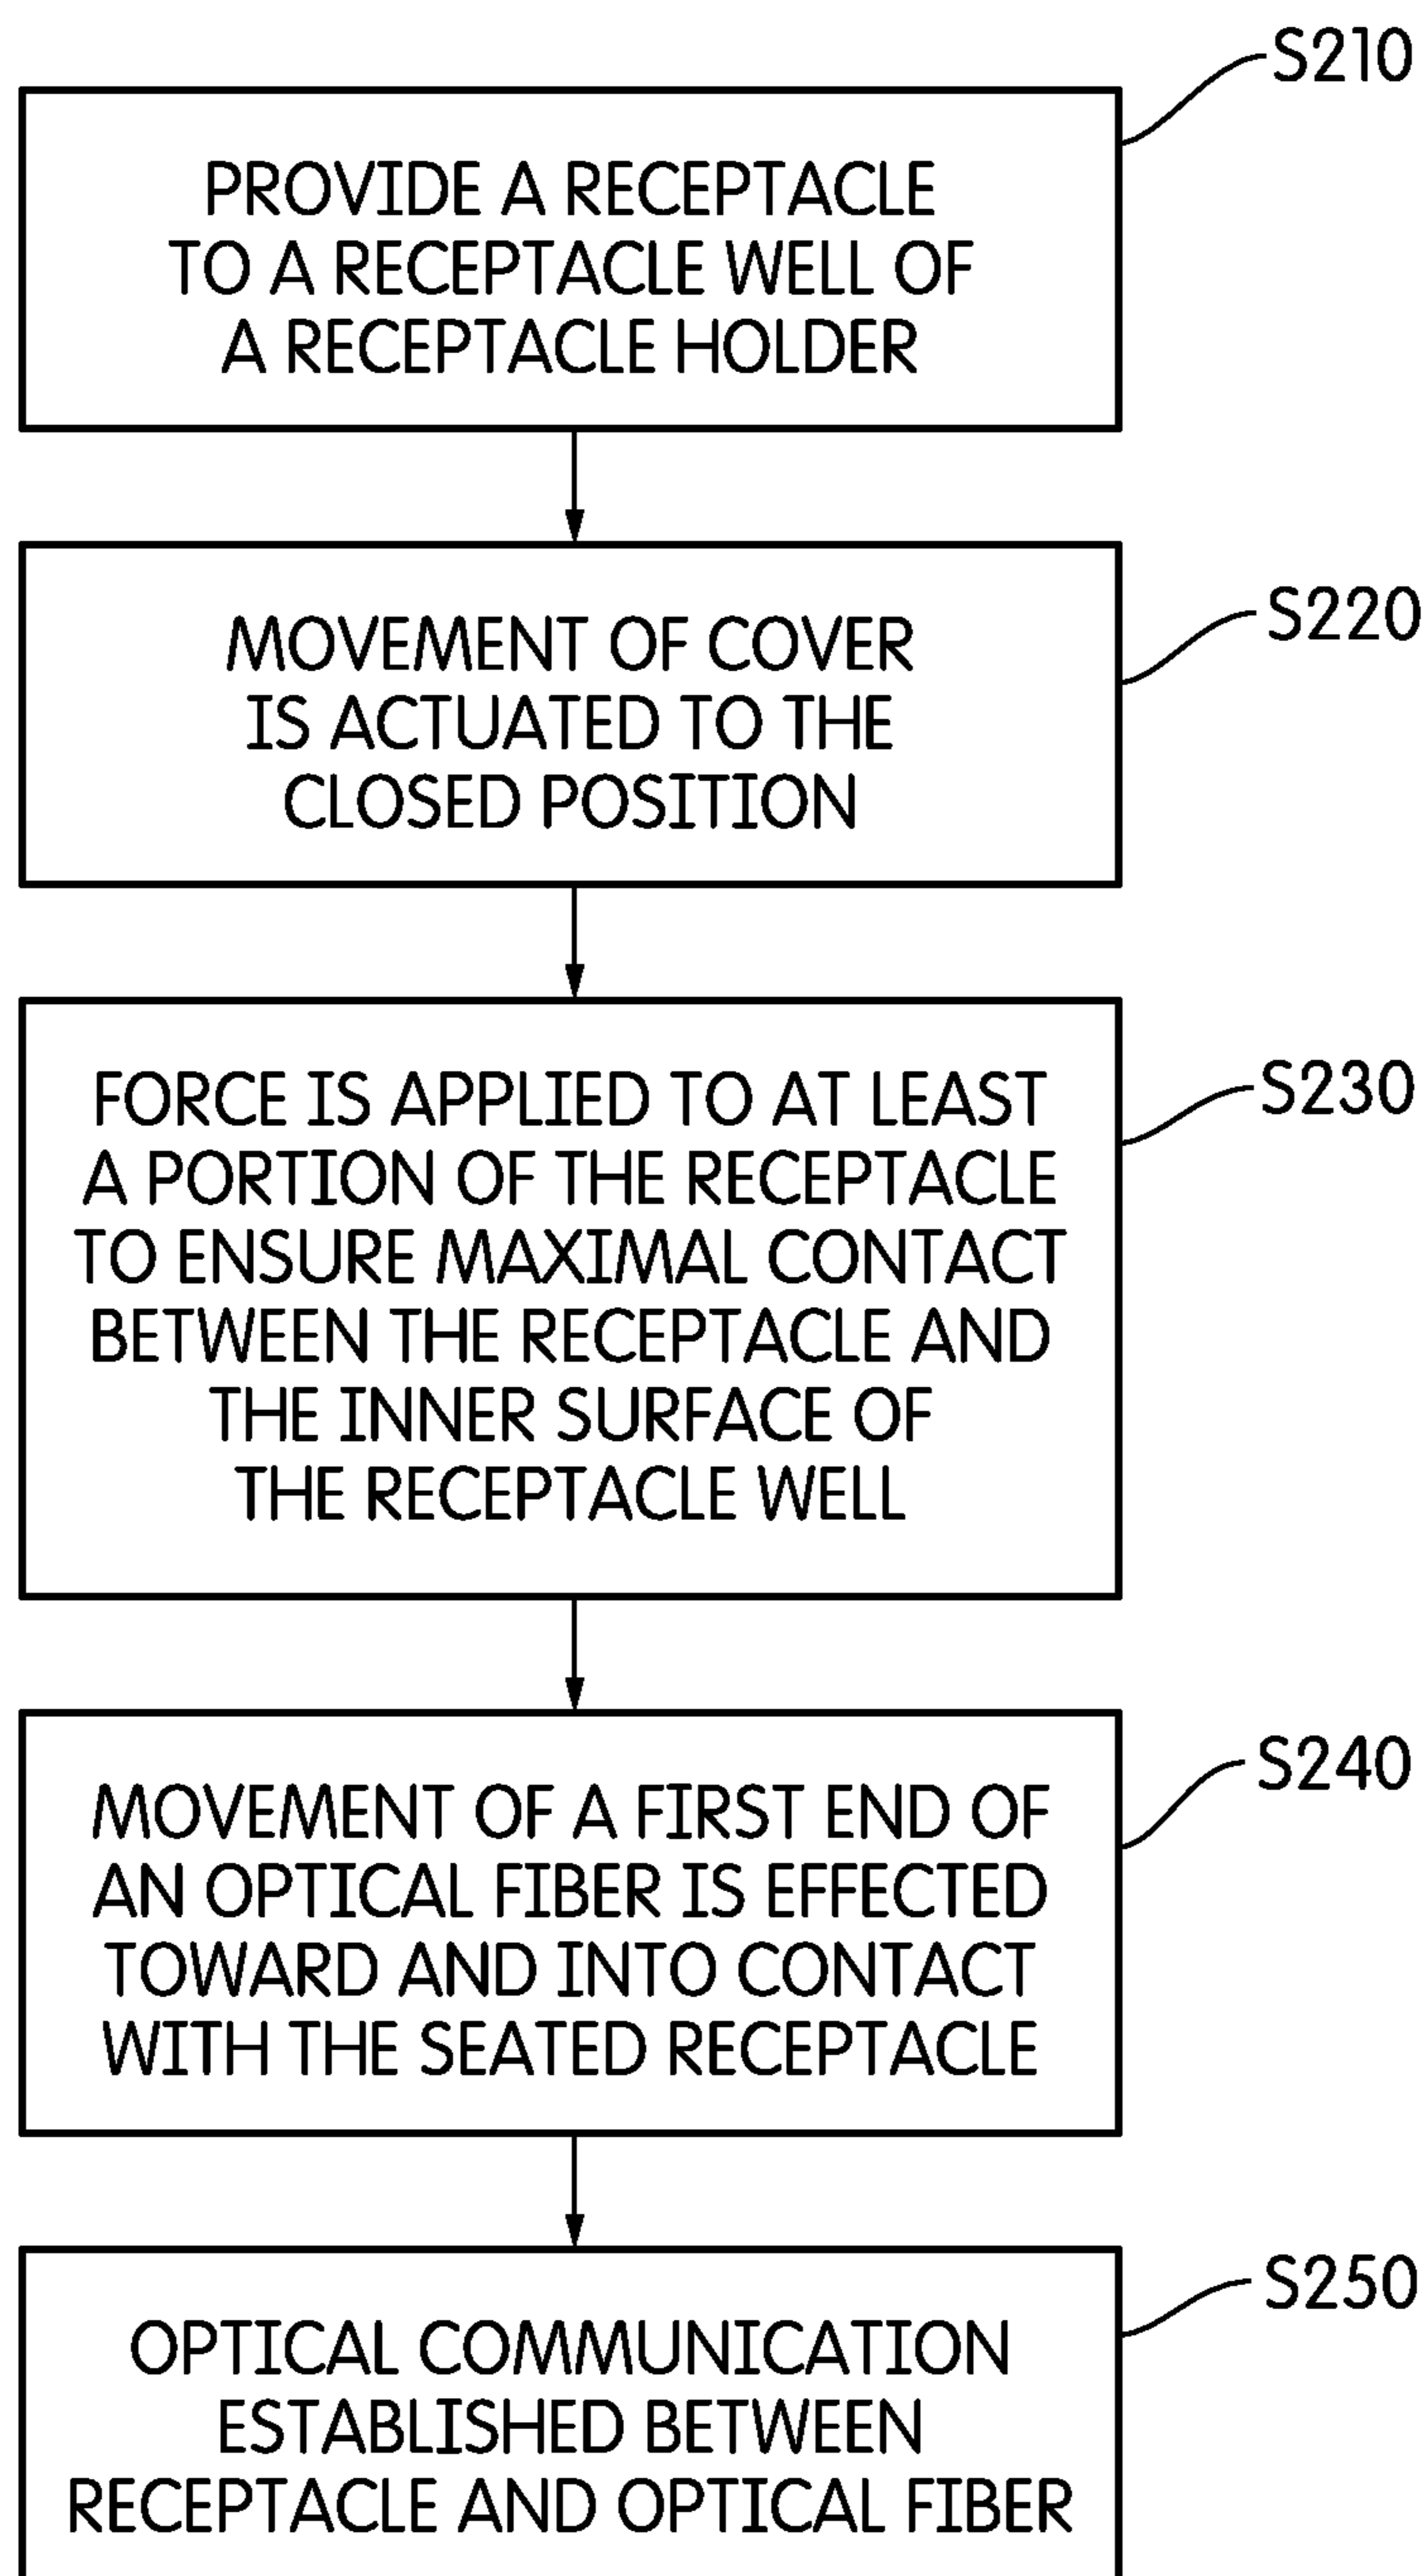 S210
PROVIDE A RECEPTACLE
TO A RECEPTACLE WELL OF
A RECEPTACLE HOLDER
S220
MOVEMENT OF COVER
IS ACTUATED TO THE
CLOSED POSITION
S230
FORCE IS APPLIED TO AT LEAST
A PORTION OF THE RECEPTACLE
TO ENSURE MAXIMAL CONTACT
BETWEEN THE RECEPTACLE AND
THE INNER SURFACE OF
THE RECEPTACLE WELL
S240
MOVEMENT OF A FIRST END OF
AN OPTICAL FIBER IS EFFECTED
TOWARD AND INTO CONTACT
WITH THE SEATED RECEPTACLE
S250
OPTICAL COMMUNICATION
ESTABLISHED BETWEEN
RECEPTACLE AND OPTICAL FIBER